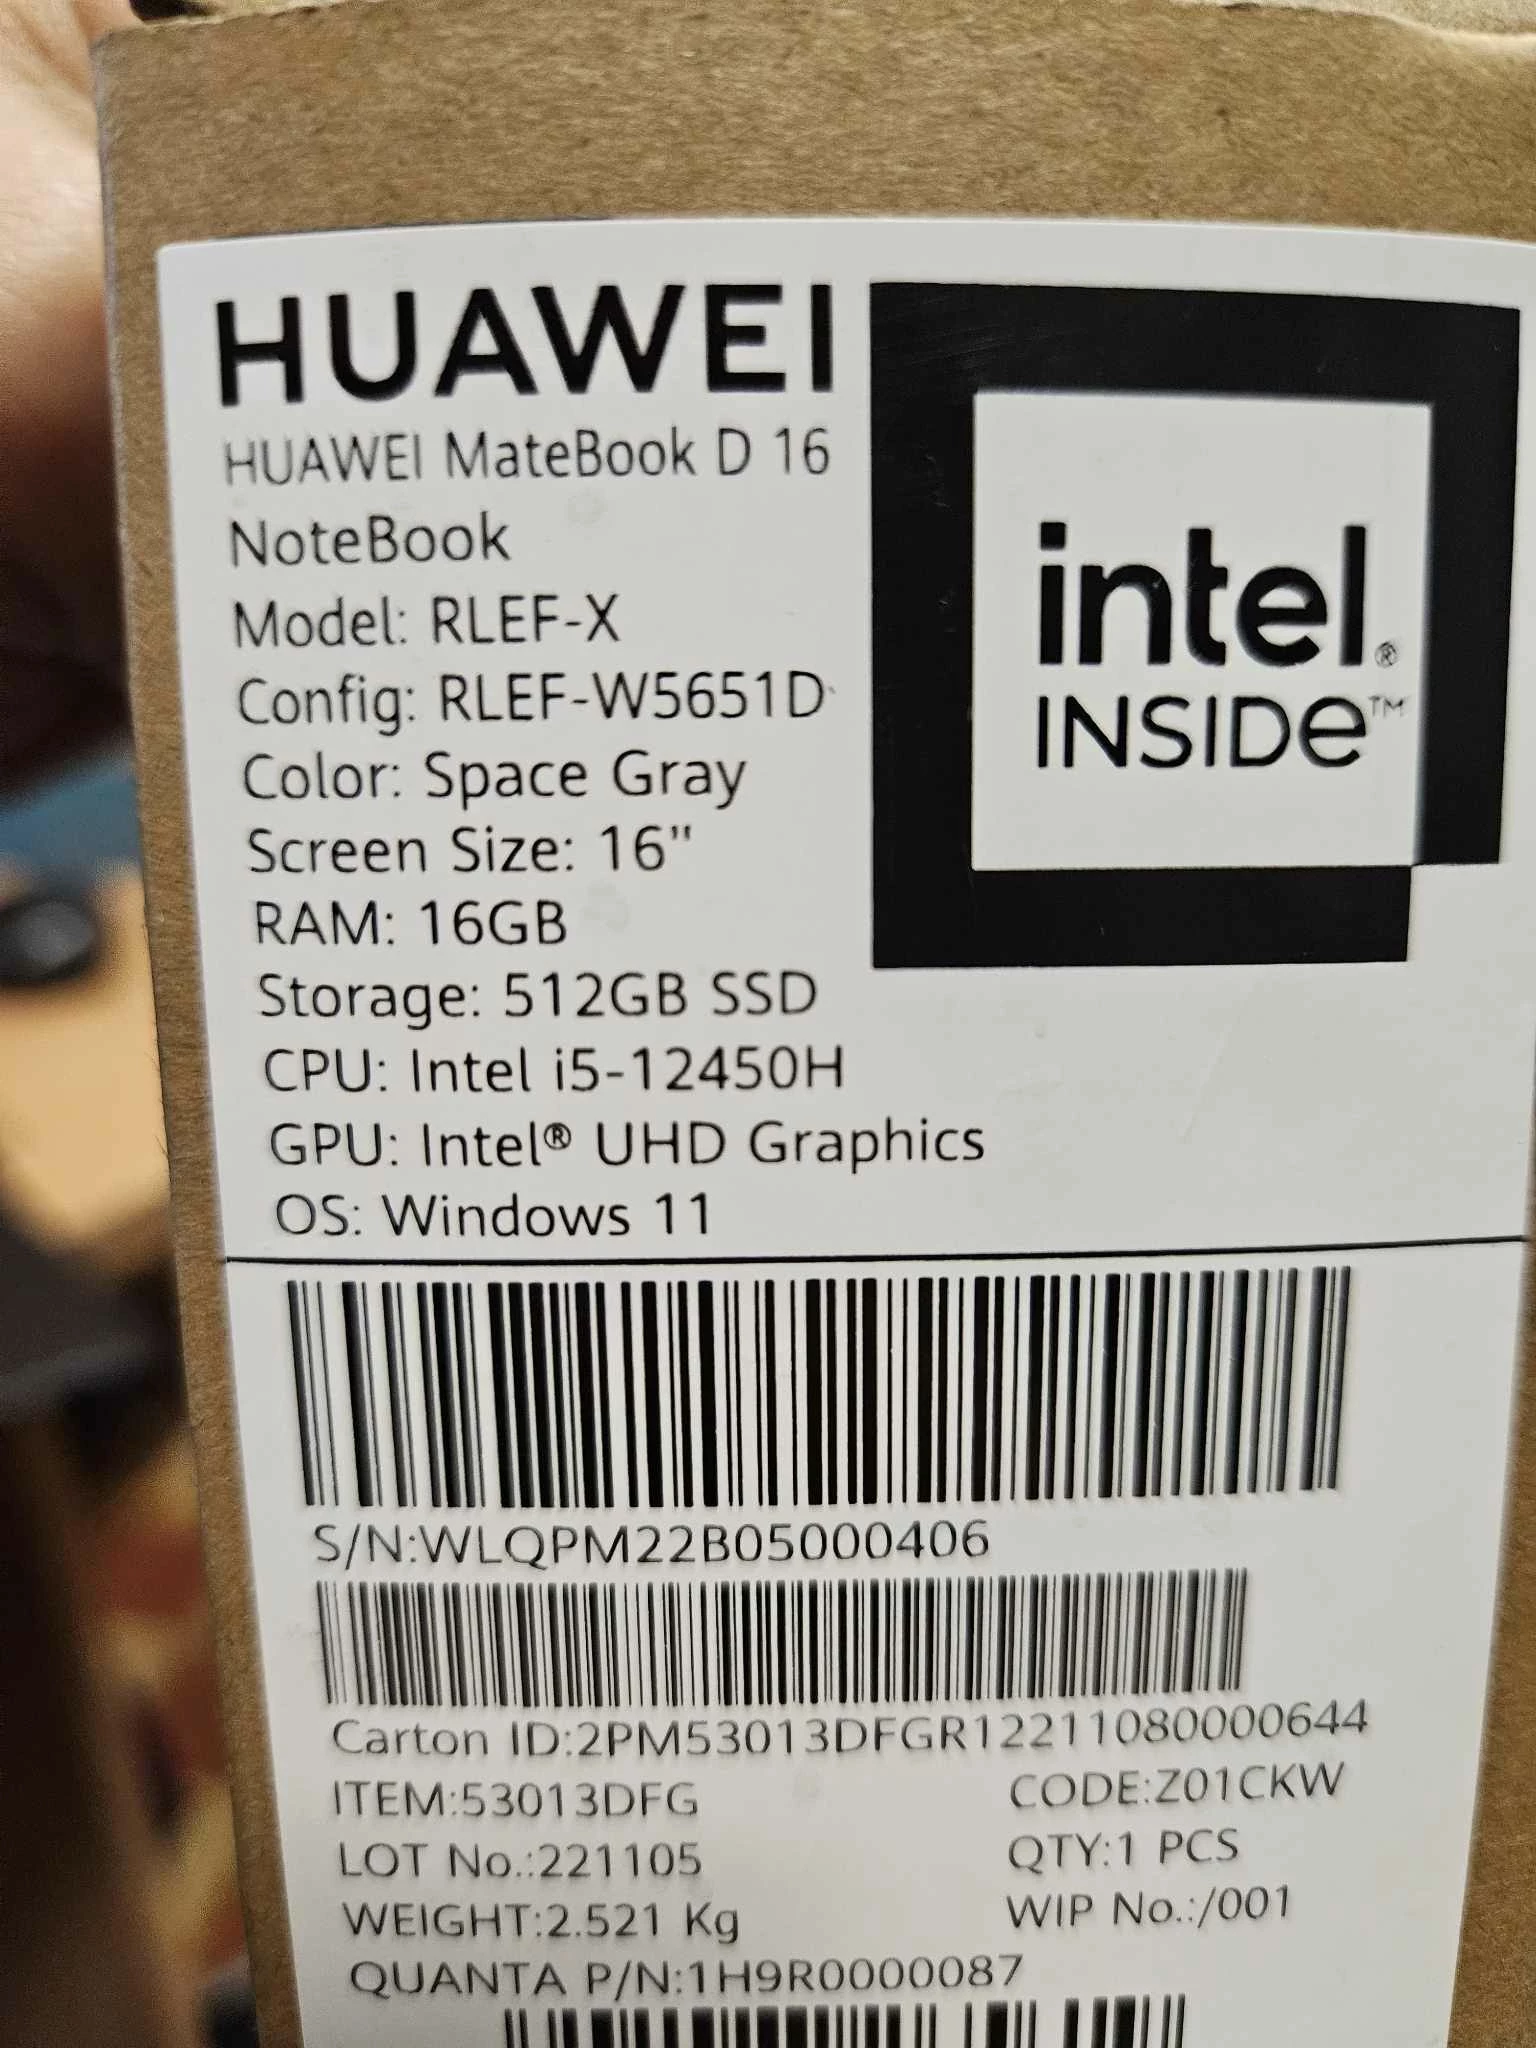 HUAWEI
HUAWEI MateBook D 16
NoteBook
Model: RLEF-X
Config: RLEF-W5651D
Color: Space Gray
Screen Size: 16"
RAM: 16GB
Storage: 512GB SSD
CPU: Intel i5-12450H
GPU: Intel® UHD Graphics
OS: Windows 11
intel®
INSIDe™
S/N:WLQPM22B05000406
Carton ID:2PM53013DFGR12211080000644
ITEM:53013DFG
CODE:Z01CKW
LOT No.:221105
QTY:1 PCS
WEIGHT:2.521 Kg
WIP No.:/001
QUANTA P/N:1H9R0000087